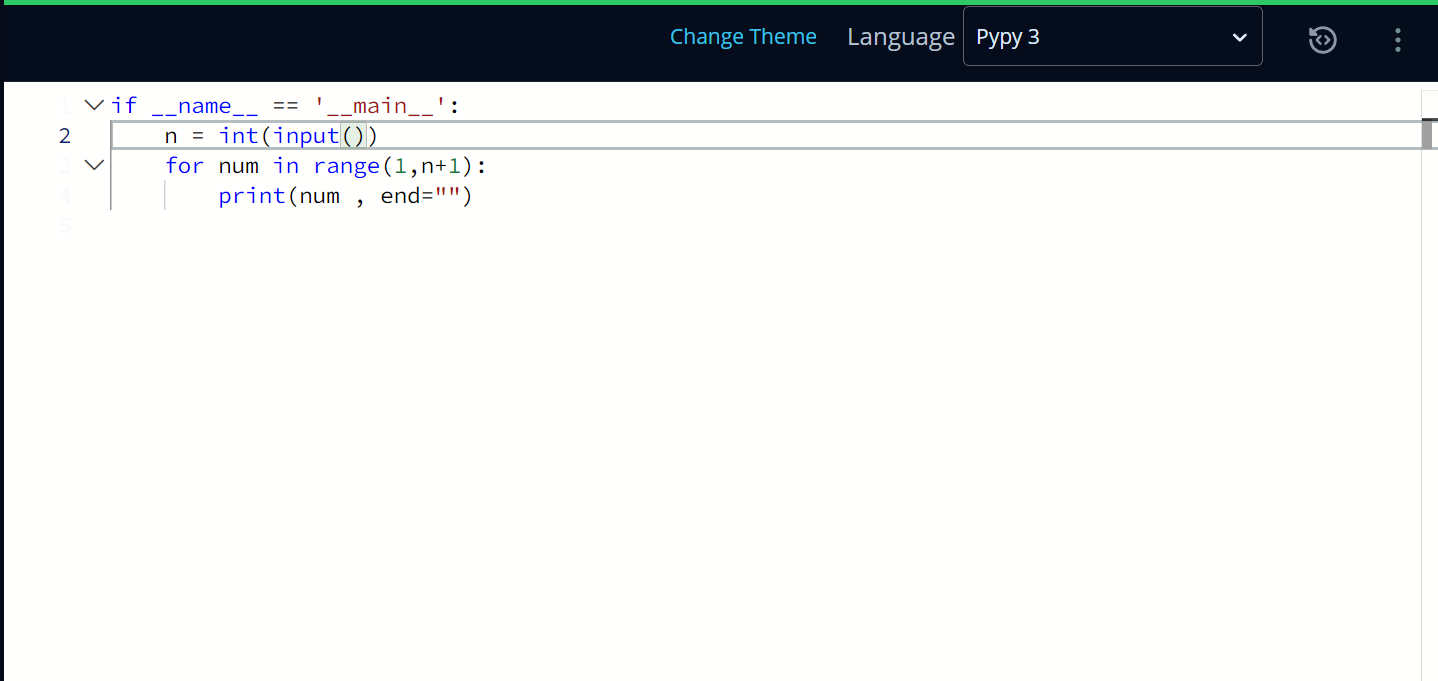 Change Theme Language Pypy 3
1 if __name__ == '__main__':
2 n = int(input())
3 for num in range(1,n+1):
4 print(num , end="")
5